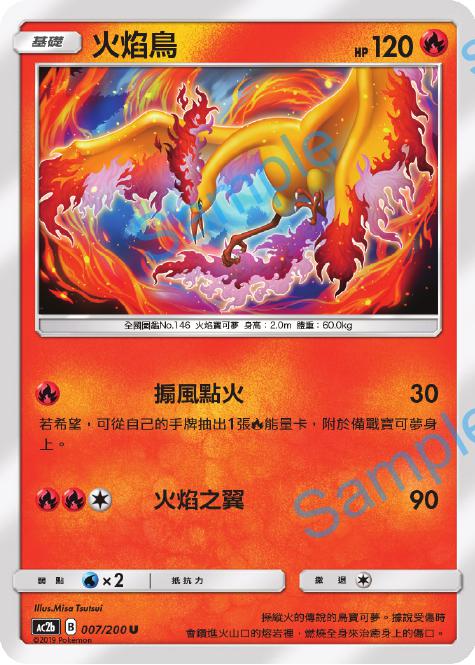 基礎 火焰鳥 HP 120
Sample
全國圖鑑No.146 火焰寶可夢 身高：2.0m 體重：60.0kg
搧風點火 30
若希望，可從自己的手牌抽出1張能量卡，附於備戰寶可夢身
上。
火焰之翼 90
Sample
弱點 ×2 抵抗力 撤退
Illus.Misa Tsutsui
AC2b B 007/200 U
©2019 Pokémon
操縱火的傳說的鳥寶可夢。據說受傷時
會鑽進火山口的熔岩裡，燃燒全身來治癒身上的傷口。